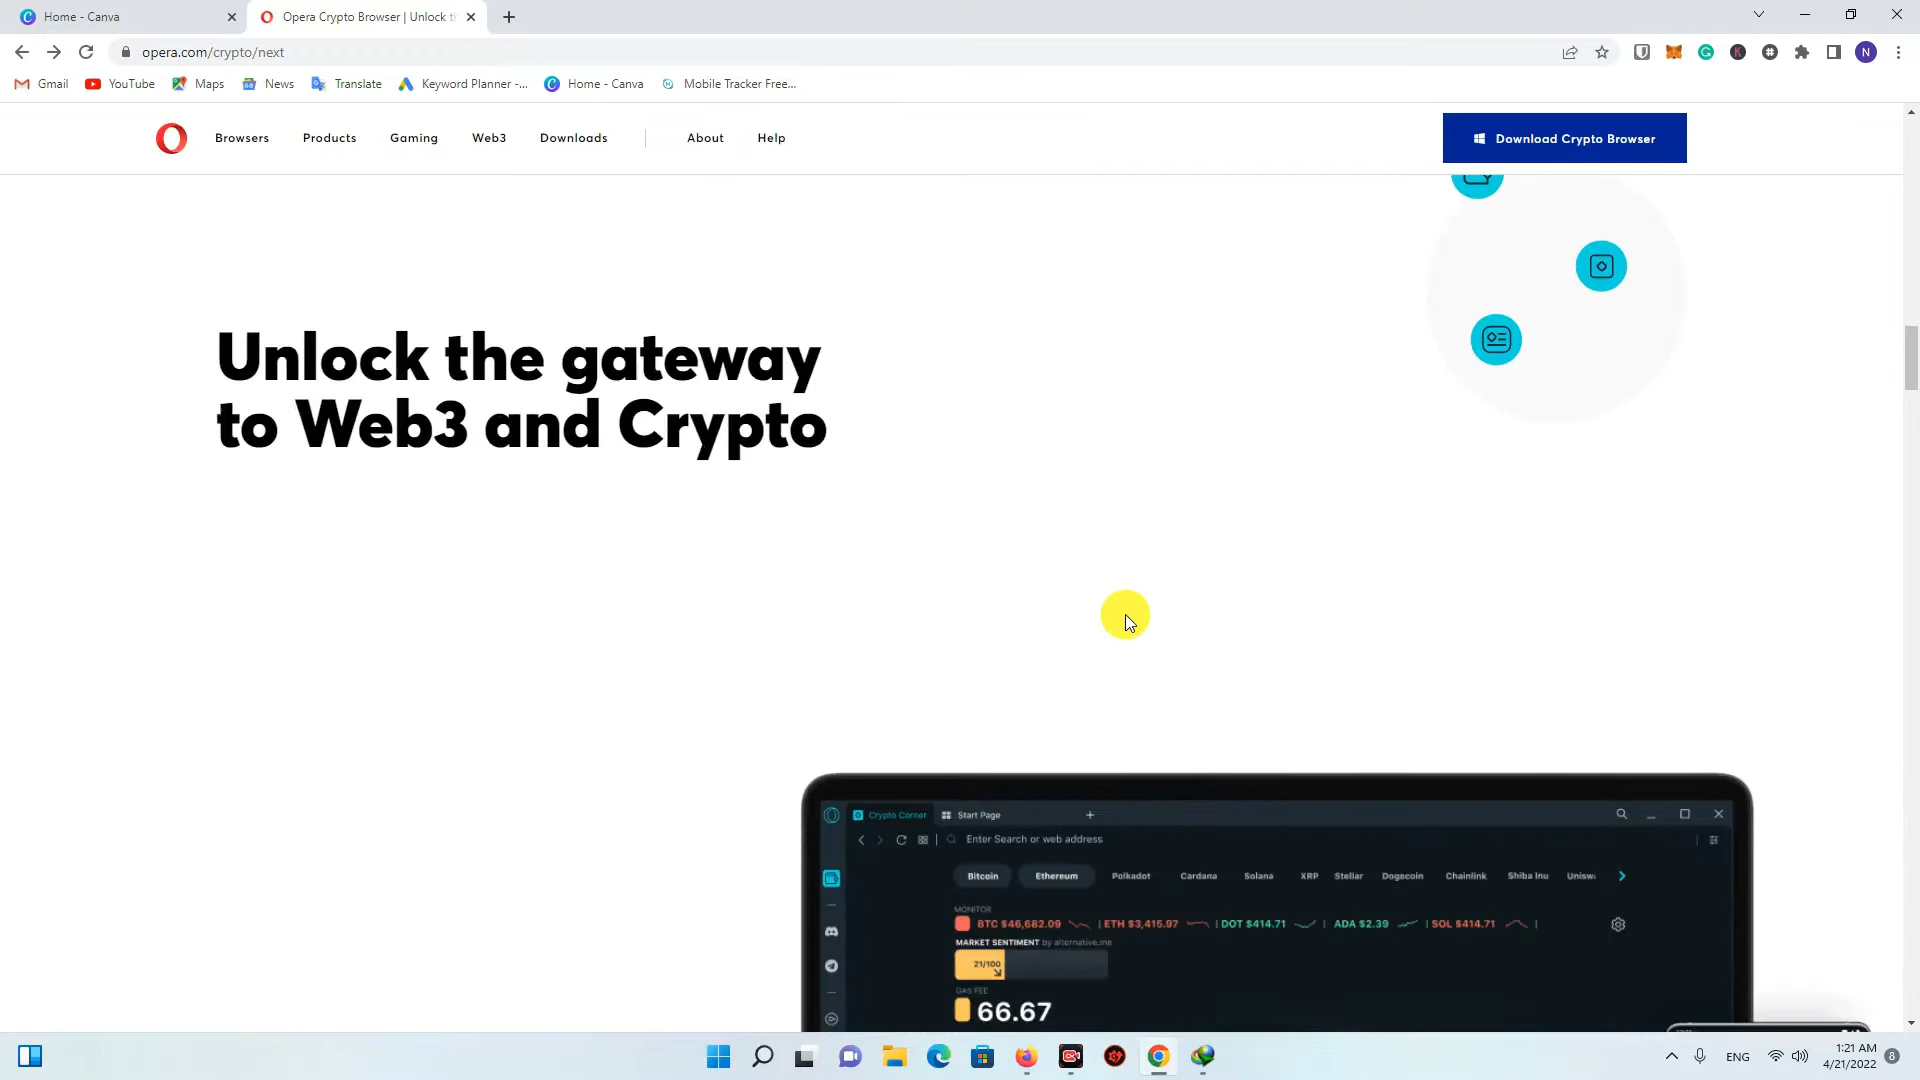 Home - Canva
Opera Crypto Browser | Unlock t
opera.com/crypto/next
N
Gmail
YouTube
Maps
News
Translate
Keyword Planner -...
Home - Canva
Mobile Tracker Free...
Browsers
Products
Gaming
Web3
Downloads
About
Help
Download Crypto Browser
Unlock the gateway
to Web3 and Crypto
Crypto Corner
Start Page
Enter Search or web address
Bitcoin
Ethereum
Polkadot
Cardana
Solana
XRP
Stellar
Dogecoin
Chainlink
Shiba Inu
Uniswa
MONITOR
BTC $46,682.09 | ETH $3,415.97 | DOT $414.71 | ADA $2.39 | SOL $414.71 |
MARKET SENTIMENT by alternative.me
21/100
GAS FEE
66.67
ENG
1:21 AM
4/21/2022
8